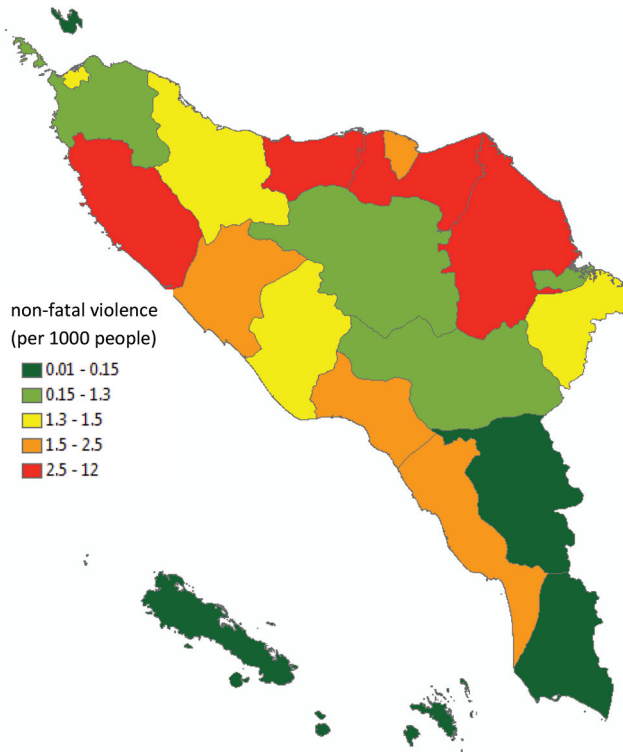 non-fatal violence
(per 1000 people)
0.01 - 0.15
0.15 - 1.3
1.3 - 1.5
1.5 - 2.5
2.5 - 12